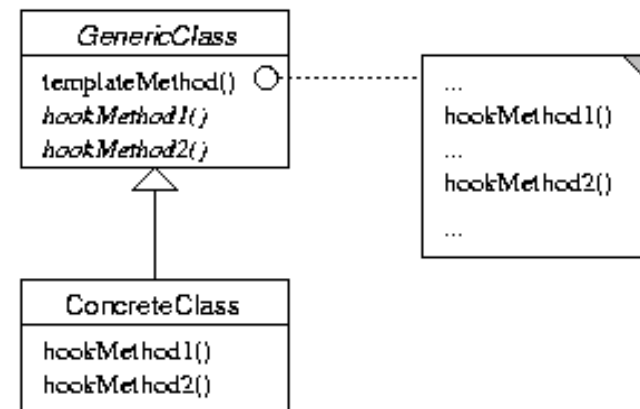 GenericClass
templateMethod()
hookMethod1()
hookMethod2()
...
hookMethod1()
...
hookMethod2()
...
ConcreteClass
hookMethod1()
hookMethod2()